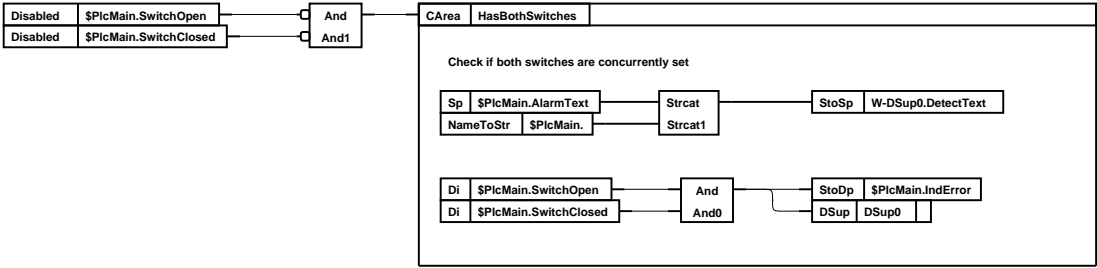 Disabled $PlcMain.SwitchOpen And CArea HasBothSwitches
Disabled $PlcMain.SwitchClosed And1
Check if both switches are concurrently set
Sp $PlcMain.AlarmText Strcat StoSp W-DSup0.DetectText
NameToStr $PlcMain. Strcat1
Di $PlcMain.SwitchOpen And StoDp $PlcMain.IndError
Di $PlcMain.SwitchClosed And0 DSup DSup0